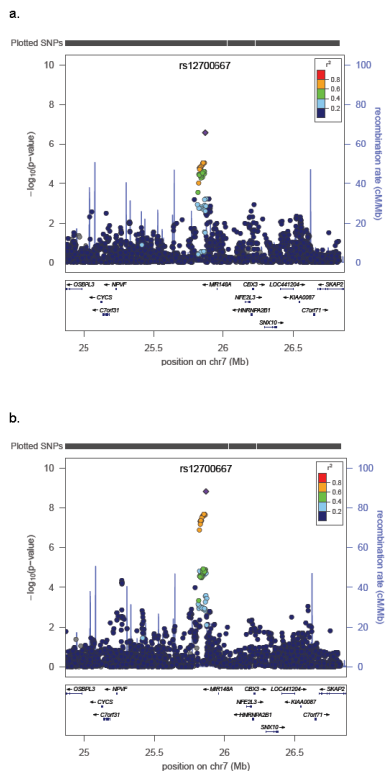 a.
Plotted SNPs
rs12700667
10
8
6
4
2
0
−log10(p-value)
r²
0.8
0.6
0.4
0.2
100
80
60
40
20
0
recombination rate (cM/Mb)
← OSBPL3
→ NPVF
← MIR148A
CBX3 →
LOC441204 →
← SKAP2
← CYCS
NFE2L3 →
← KIAA0087
← C7orf31
← HNRNPA2B1
C7orf71 →
SNX10 →
25
25.5
26
26.5
position on chr7 (Mb)
b.
Plotted SNPs
rs12700667
10
8
6
4
2
0
−log10(p-value)
r²
0.8
0.6
0.4
0.2
100
80
60
40
20
0
recombination rate (cM/Mb)
← OSBPL3
← NPVF
← MIR148A
CBX3 →
LOC441204 →
← SKAP2
← CYCS
NFE2L3 →
← KIAA0087
← C7orf31
← HNRNPA2B1
C7orf71 →
SNX10 →
25
25.5
26
26.5
position on chr7 (Mb)